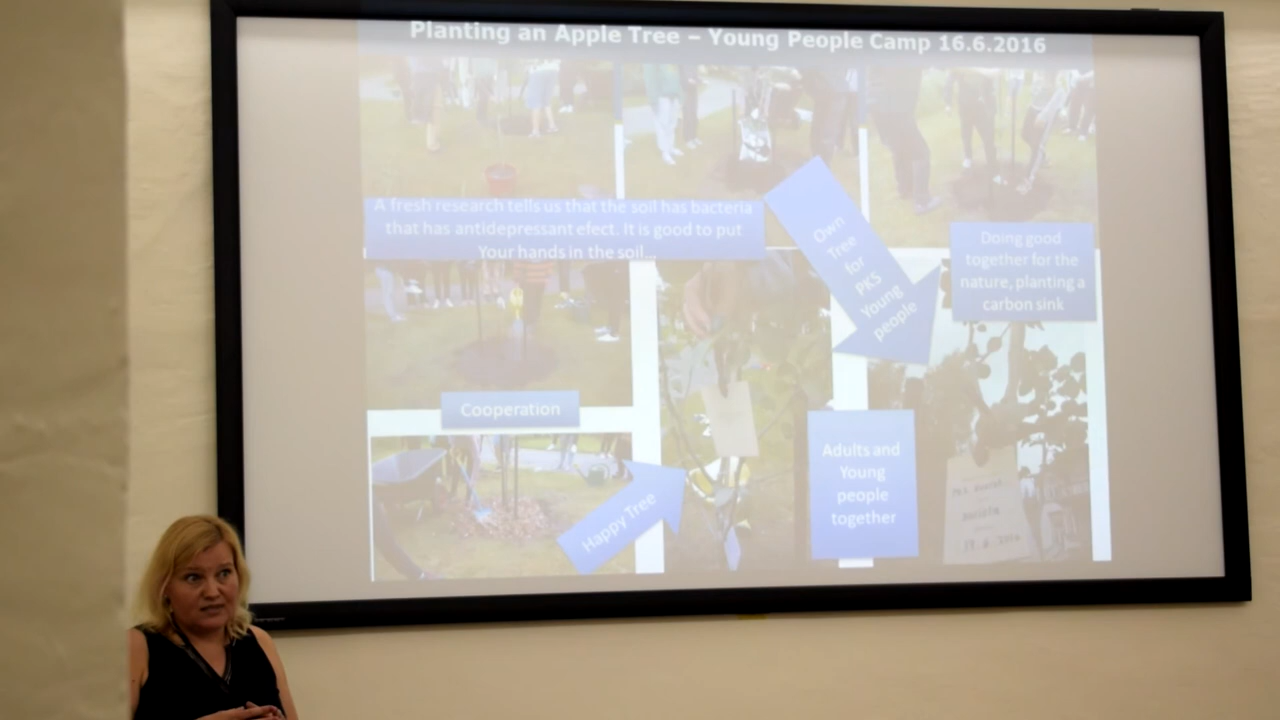 Planting an Apple Tree – Young People Camp 16.6.2016
A fresh research tells us that the soil has bacteria
that has antidepressant efect. It is good to put
Your hands in the soil...
Own
Tree
for
PKS
Young
people
Doing good
together for the
nature, planting a
carbon sink
Cooperation
Happy Tree
Adults and
Young
people
together